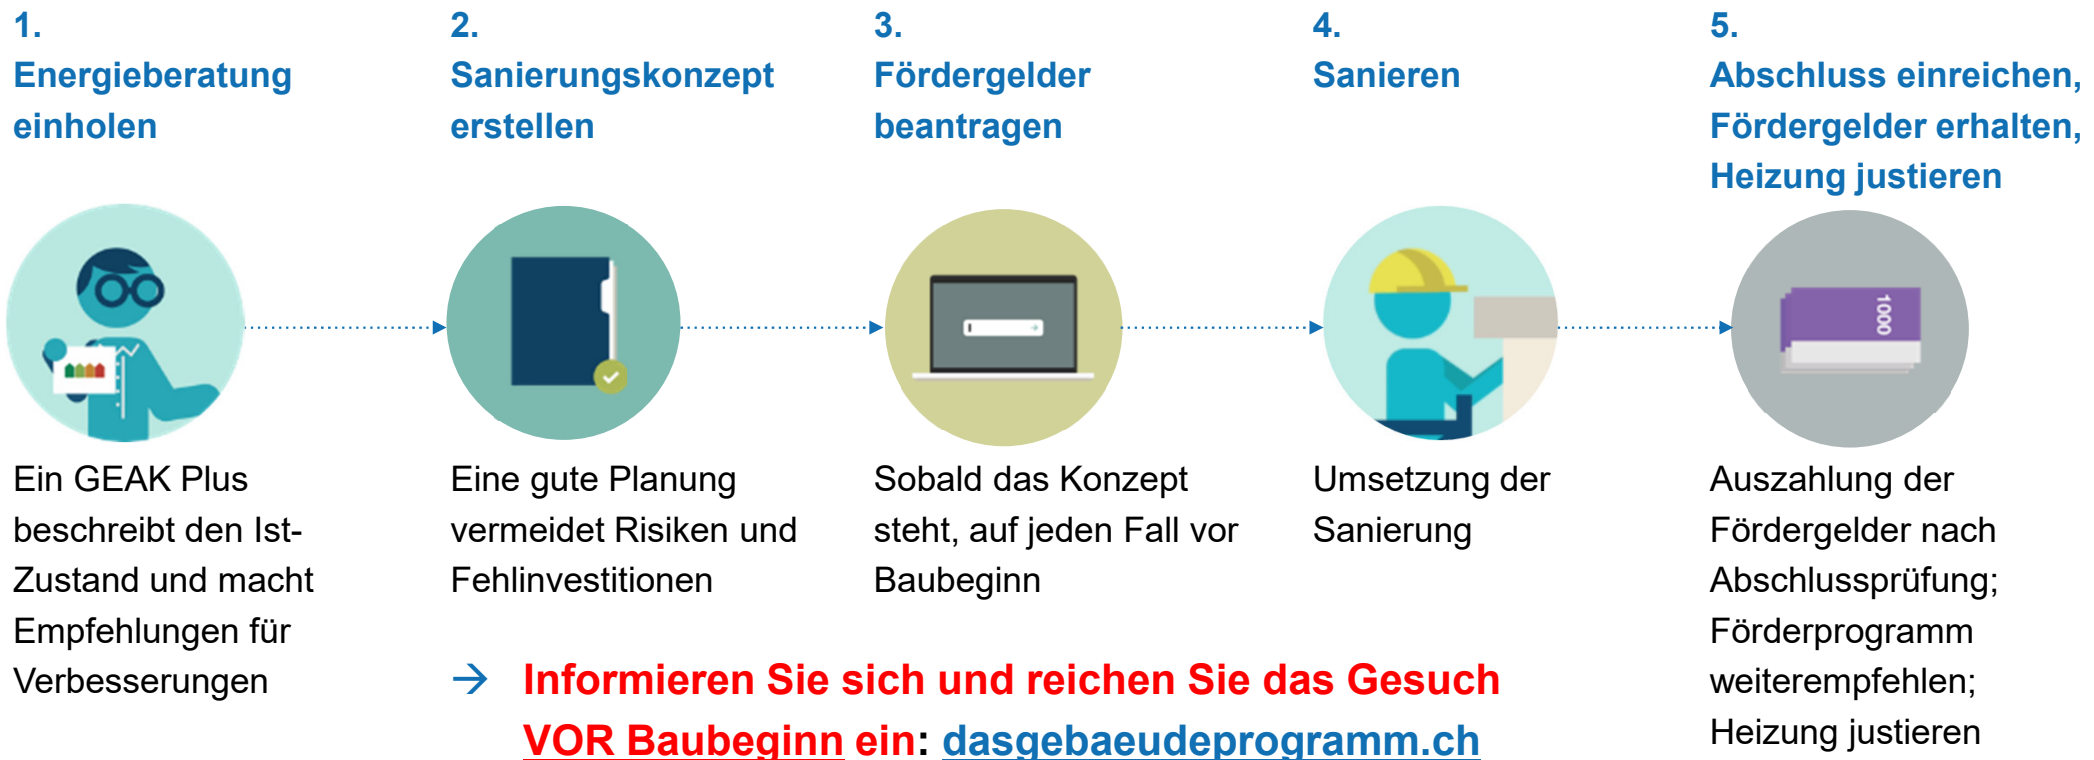 1.
Energieberatung
einholen
2.
Sanierungskonzept
erstellen
3.
Fördergelder
beantragen
4.
Sanieren
5.
Abschluss einreichen,
Fördergelder erhalten,
Heizung justieren
1000
Ein GEAK Plus
beschreibt den Ist-
Zustand und macht
Empfehlungen für
Verbesserungen
Eine gute Planung
vermeidet Risiken und
Fehlinvestitionen
Sobald das Konzept
steht, auf jeden Fall vor
Baubeginn
Umsetzung der
Sanierung
Auszahlung der
Fördergelder nach
Abschlussprüfung;
Förderprogramm
weiterempfehlen;
Heizung justieren
→ Informieren Sie sich und reichen Sie das Gesuch
VOR Baubeginn ein: dasgebaeudeprogramm.ch